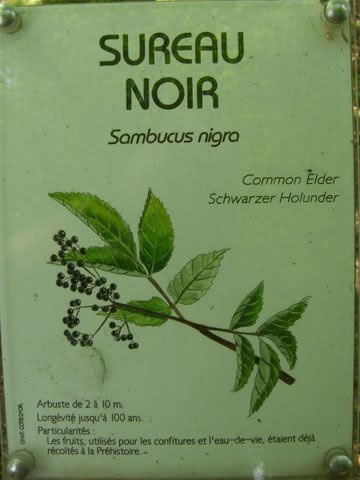 SUREAU
NOIR
Sambucus nigra
Common Elder
Schwarzer Holunder
Arbuste de 2 à 10 m.
Longévité jusqu'à 100 ans.
Particularités :
Les fruits, utilisés pour les confitures et l'eau-de-vie, étaient déjà
récoltés à la Préhistoire.